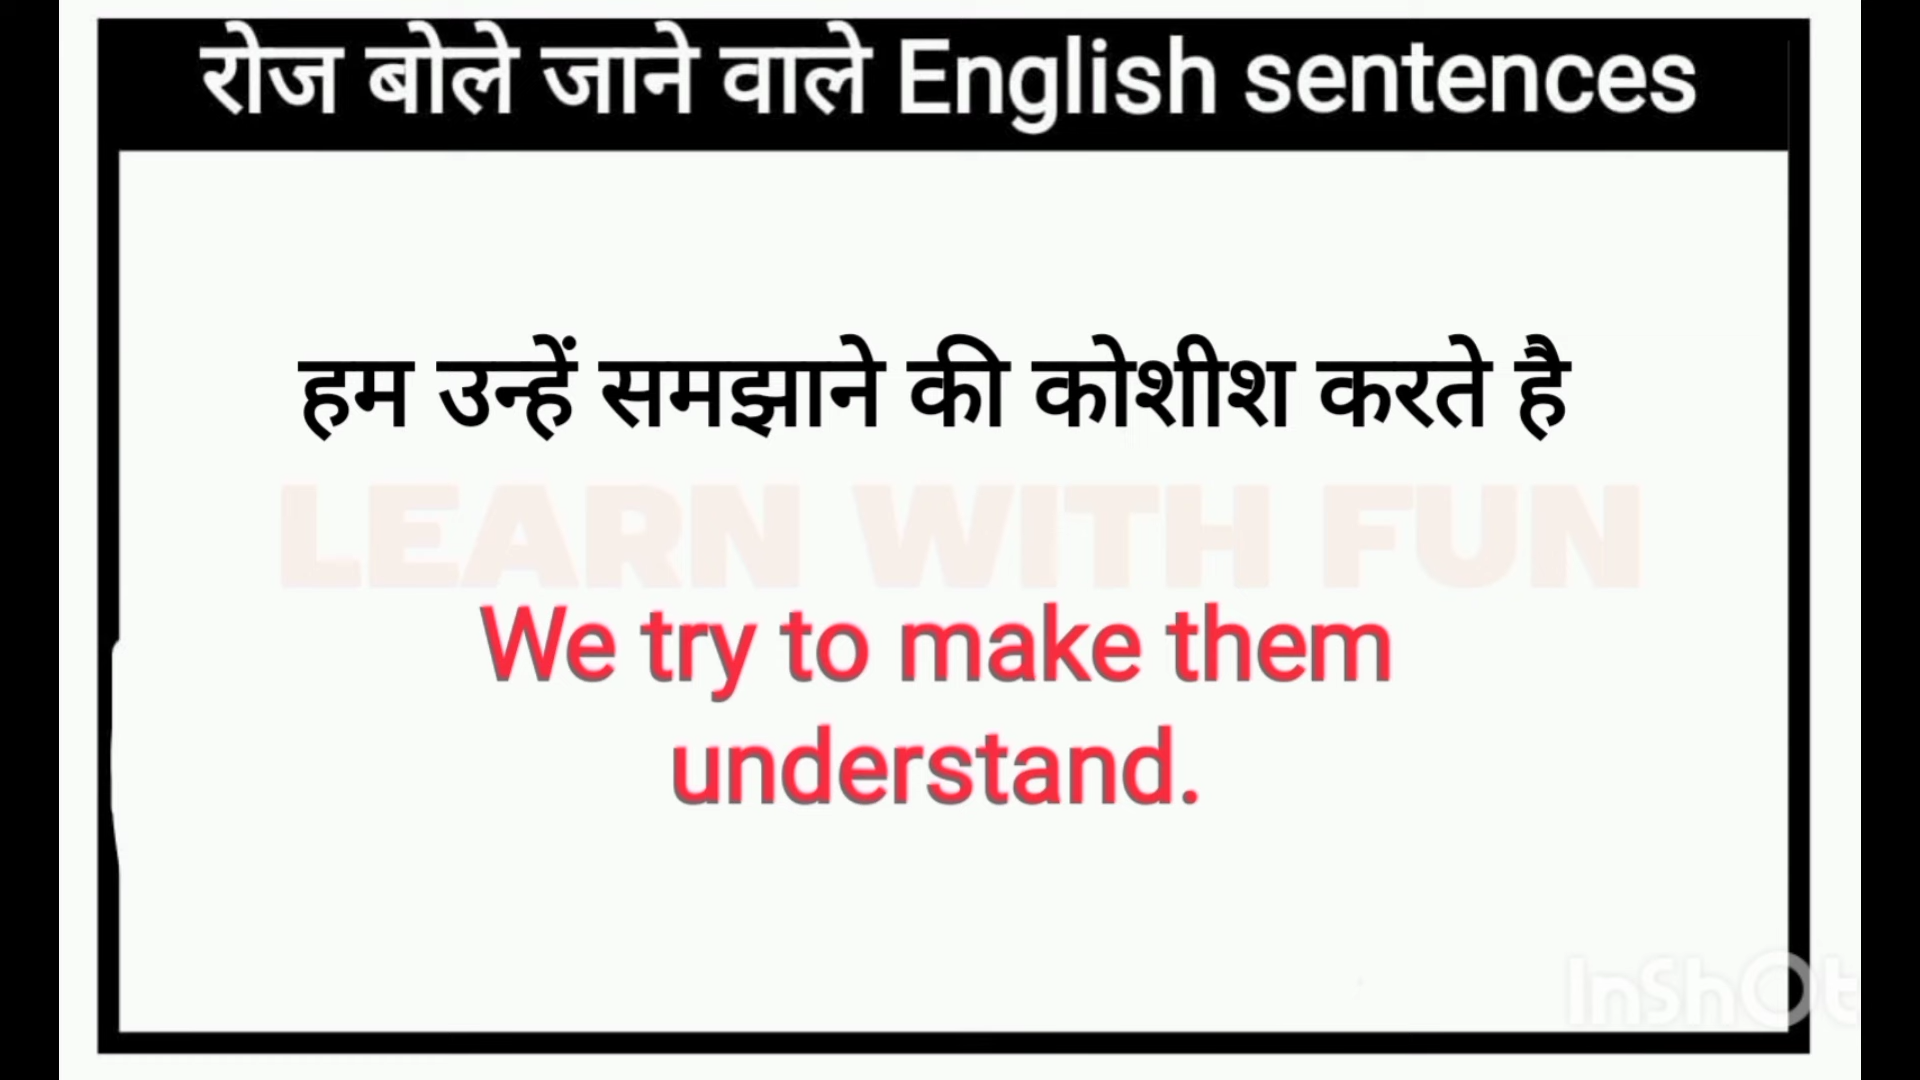 रोज बोले जाने वाले English sentences
हम उन्हें समझाने की कोशीश करते है
LEARN WITH FUN
We try to make them
understand.
InShOt